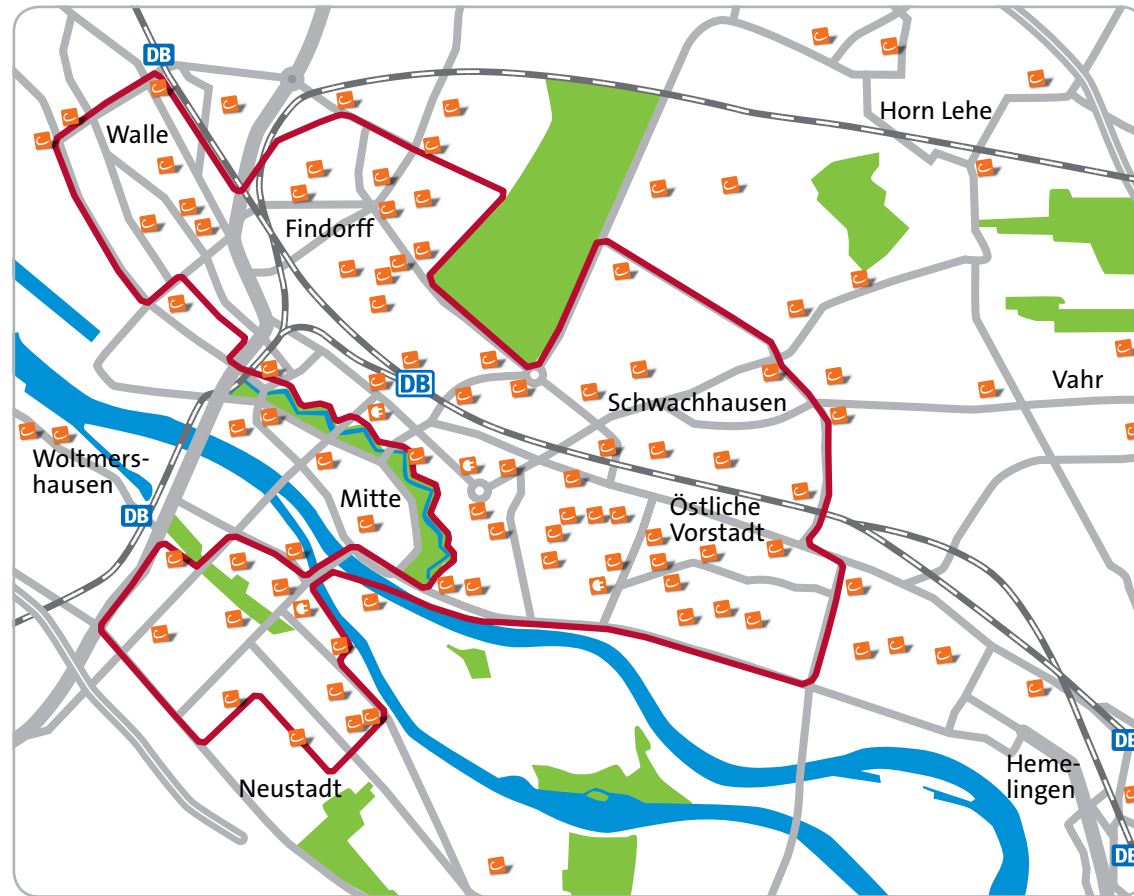 DB
Walle
Horn Lehe
Findorff
DB
Vahr
Schwachhausen
Woltmers-
hausen
Mitte
Östliche
Vorstadt
DB
DB
Heme-
lingen
Neustadt
DB